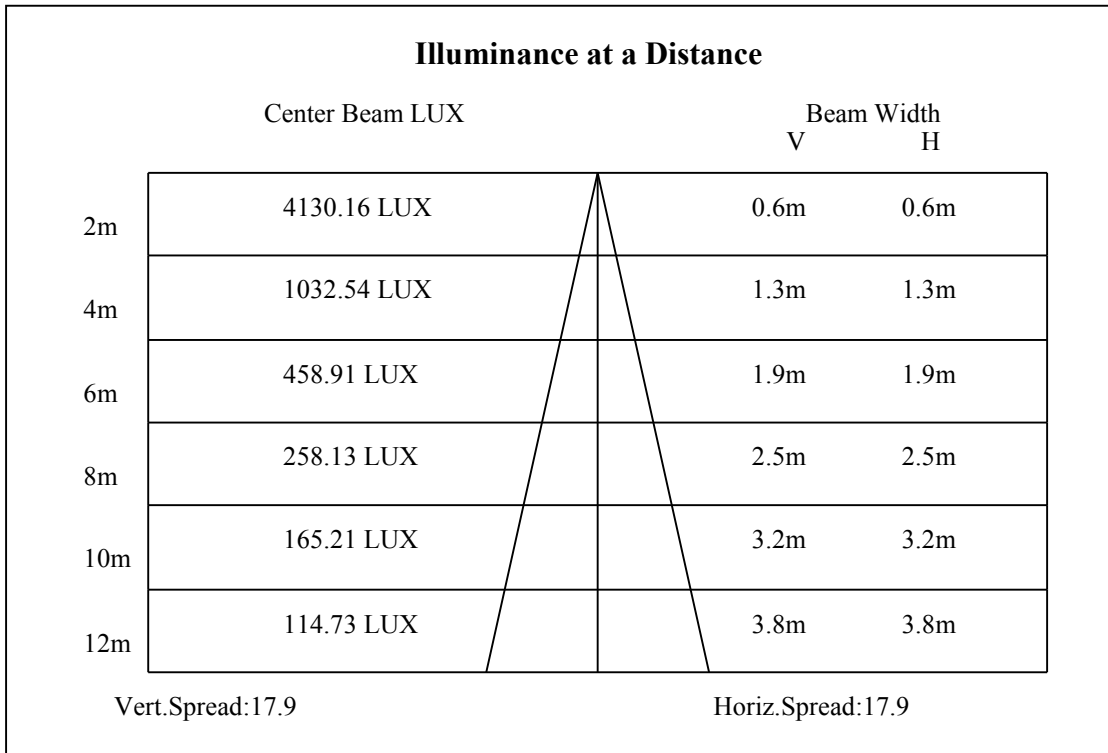 Illuminance at a Distance
Center Beam LUX Beam Width
V H
2m 4130.16 LUX 0.6m 0.6m
4m 1032.54 LUX 1.3m 1.3m
6m 458.91 LUX 1.9m 1.9m
8m 258.13 LUX 2.5m 2.5m
10m 165.21 LUX 3.2m 3.2m
12m 114.73 LUX 3.8m 3.8m
Vert.Spread:17.9 Horiz.Spread:17.9